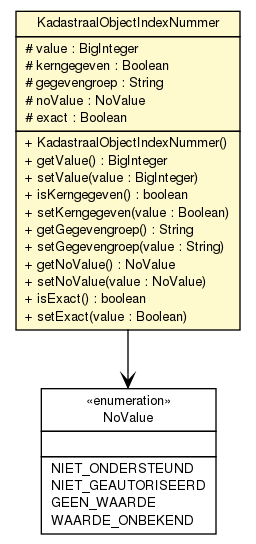 KadastraalObjectIndexNummer
# value : BigInteger
# kerngegeven : Boolean
# gegevengroep : String
# noValue : NoValue
# exact : Boolean
+ KadastraalObjectIndexNummer()
+ getValue() : BigInteger
+ setValue(value : BigInteger)
+ isKerngegeven() : boolean
+ setKerngegeven(value : Boolean)
+ getGegevengroep() : String
+ setGegevengroep(value : String)
+ getNoValue() : NoValue
+ setNoValue(value : NoValue)
+ isExact() : boolean
+ setExact(value : Boolean)
«enumeration»
NoValue
NIET_ONDERSTEUND
NIET_GEAUTORISEERD
GEEN_WAARDE
WAARDE_ONBEKEND